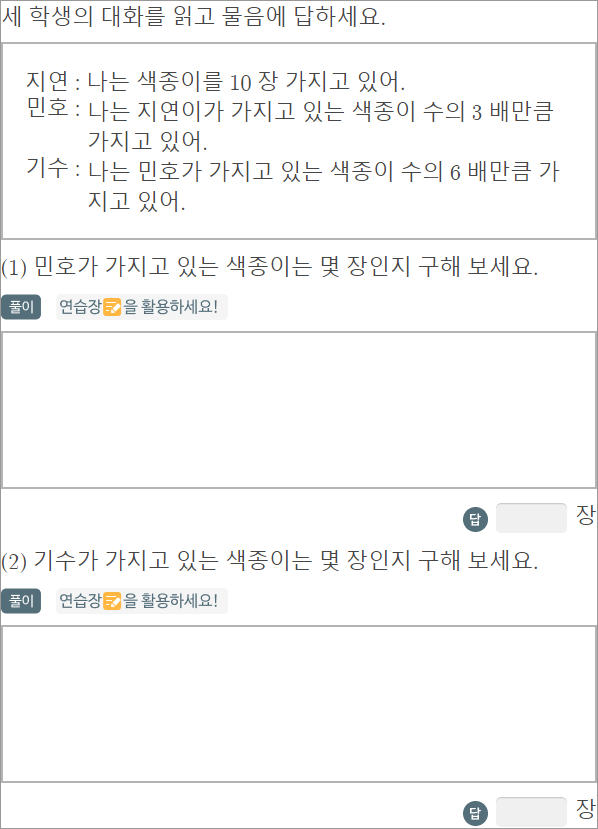 세 학생의 대화를 읽고 물음에 답하세요.
지연 : 나는 색종이를 10 장 가지고 있어.
민호 : 나는 지연이가 가지고 있는 색종이 수의 3 배만큼
가지고 있어.
기수 : 나는 민호가 가지고 있는 색종이 수의 6 배만큼 가
지고 있어.
(1) 민호가 가지고 있는 색종이는 몇 장인지 구해 보세요.
풀이 연습장을 활용하세요!
답 장
(2) 기수가 가지고 있는 색종이는 몇 장인지 구해 보세요.
풀이 연습장을 활용하세요!
답 장